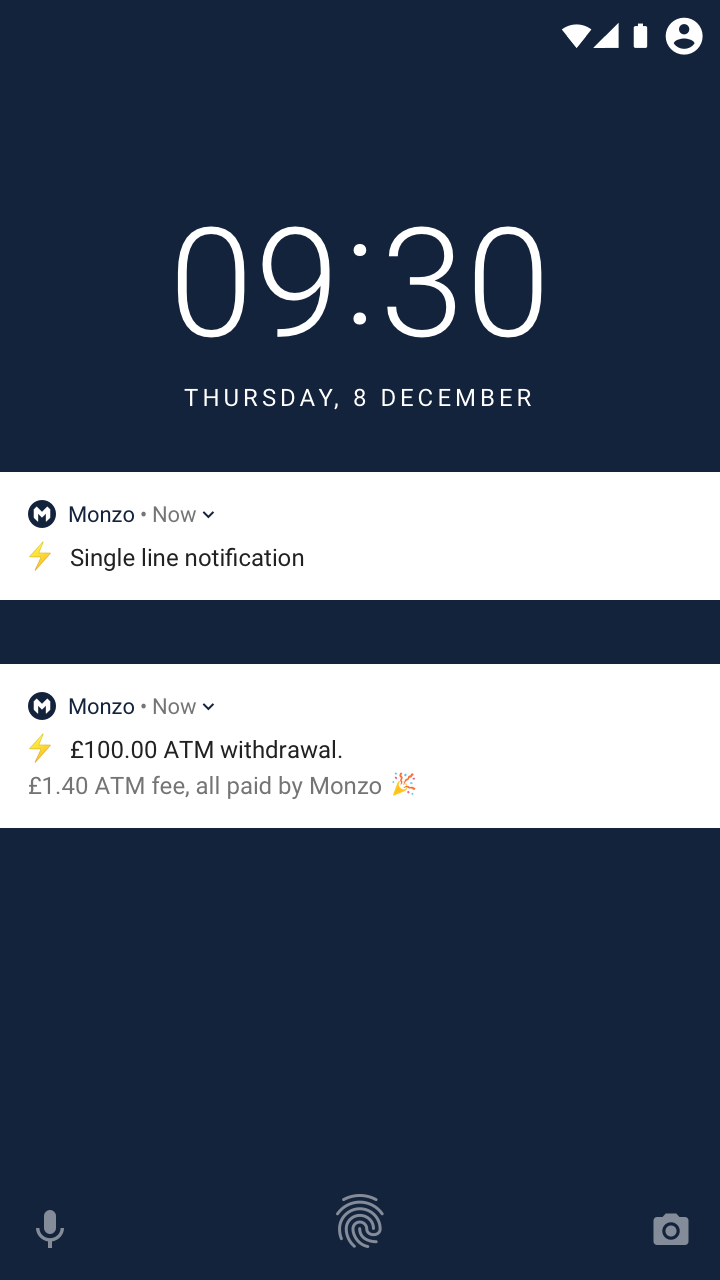 09:30
THURSDAY, 8 DECEMBER
Monzo • Now
⚡ Single line notification
Monzo • Now
⚡ £100.00 ATM withdrawal.
£1.40 ATM fee, all paid by Monzo 🎉